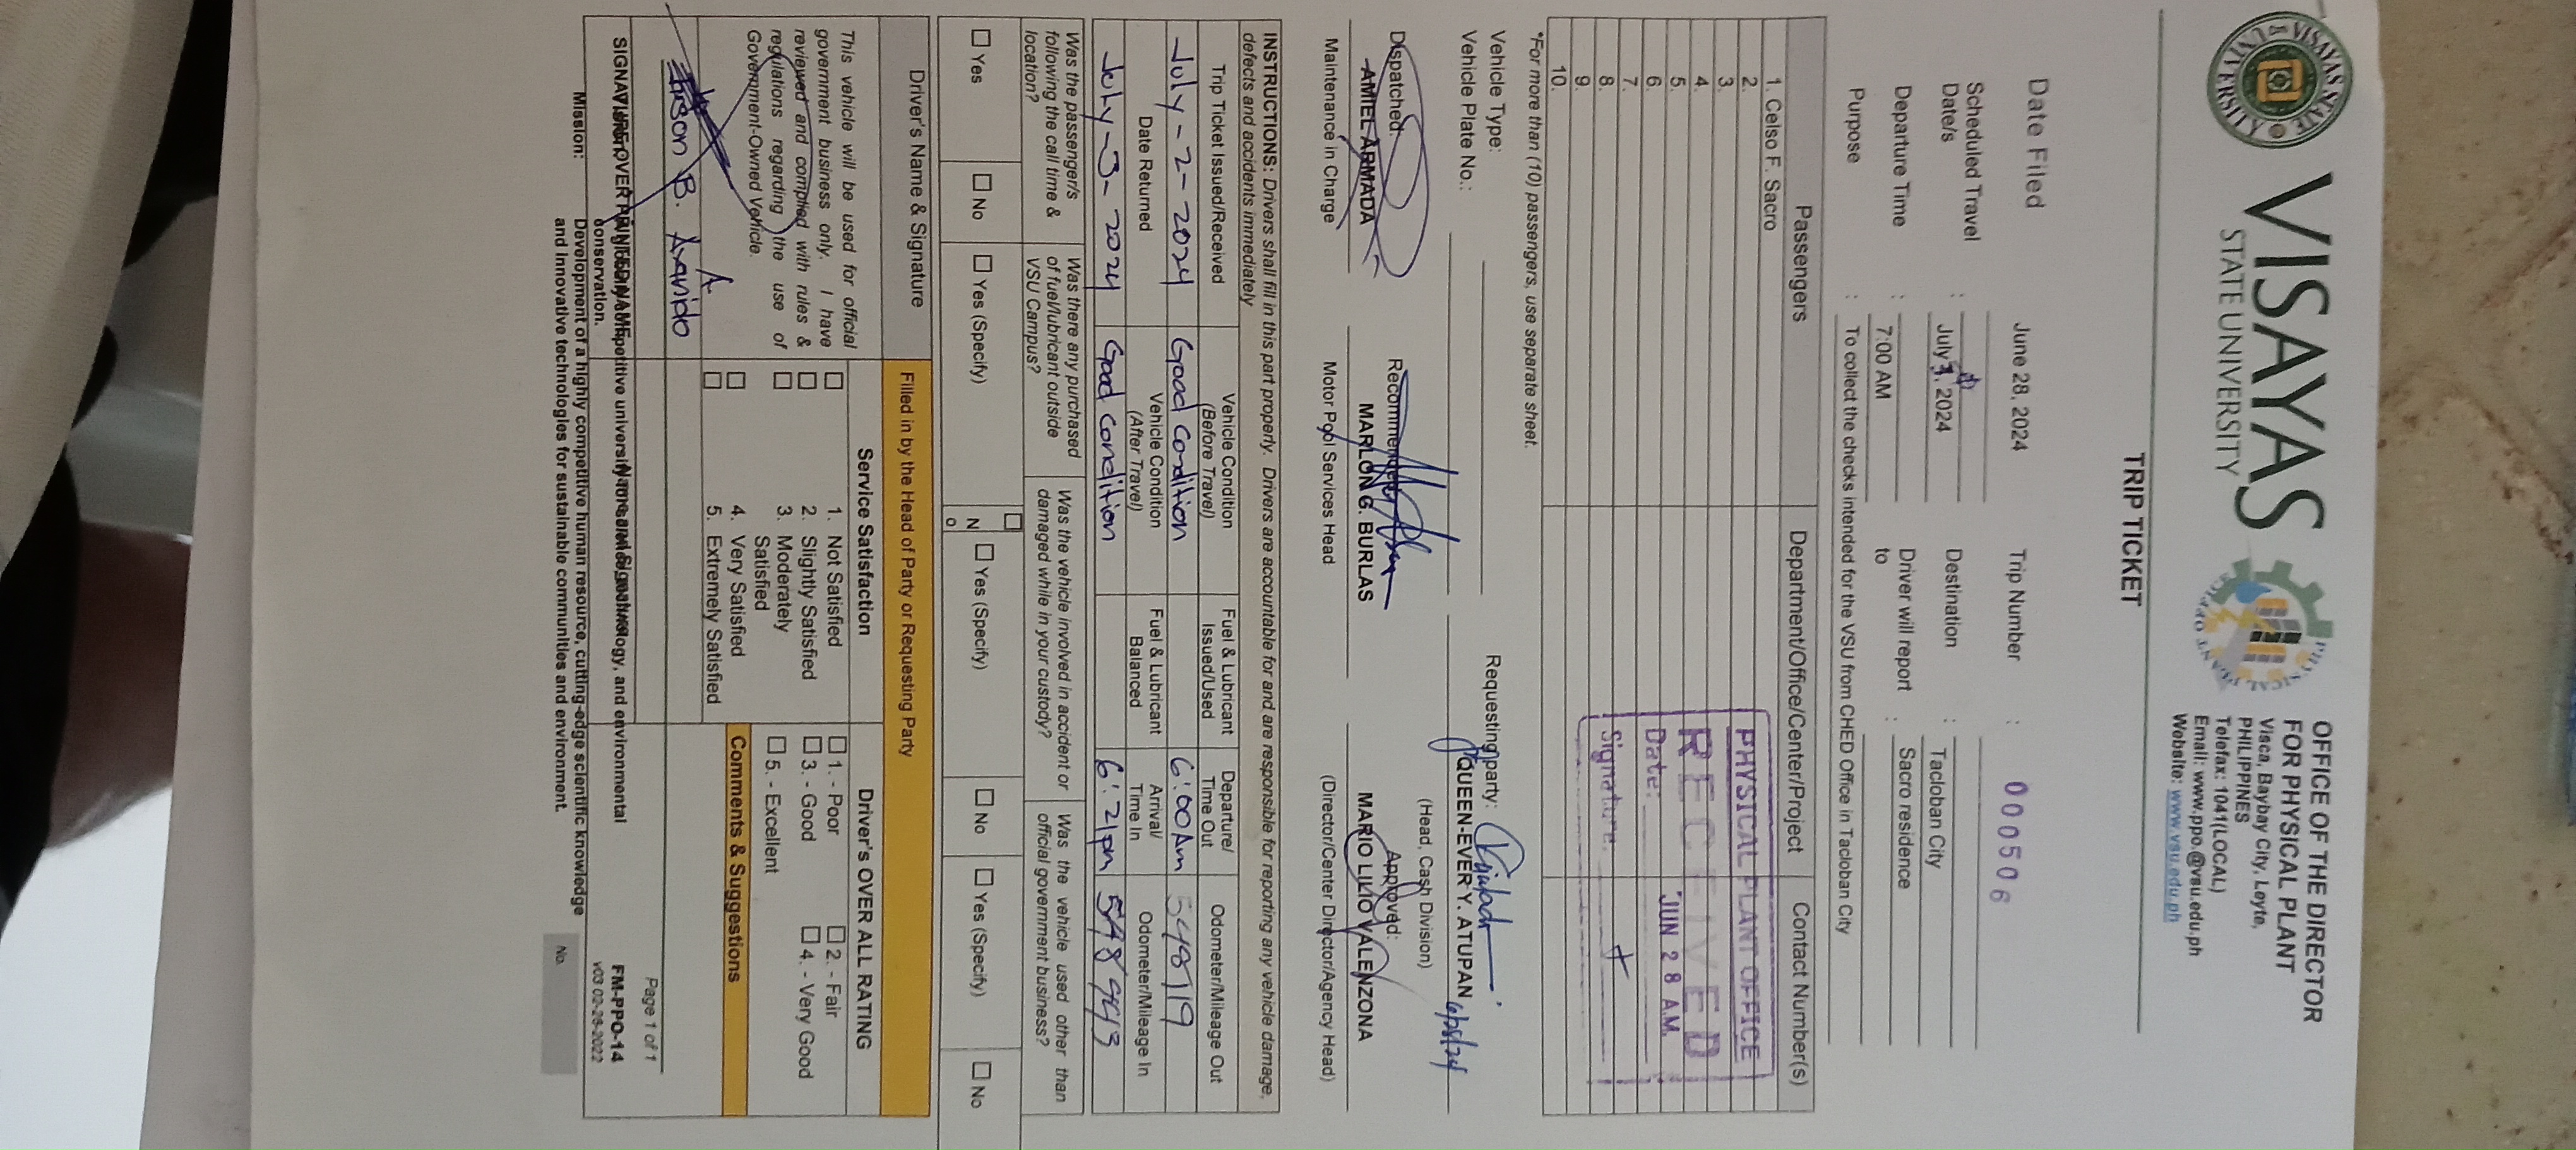 VISAYAS
STATE UNIVERSITY
OFFICE OF THE DIRECTOR
FOR PHYSICAL PLANT
Visca, Baybay City, Leyte,
PHILIPPINES
Telefax: 1041(LOCAL)
Email: www.ppo.@vsu.edu.ph
Website: www.vsu.edu.ph
TRIP TICKET
Date Filed : June 28, 2024 Trip Number : 000506
Scheduled Travel Date/s : July 3, 2024 Destination : Tacloban City
Departure Time : 7:00 AM Driver will report to : Sacro residence
Purpose : To collect the checks intended for the VSU from CHED Office in Tacloban City
Passengers Department/Office/Center/Project Contact Number(s)
1. Celso F. Sacro
2.
3.
4.
5.
6.
7.
8.
9.
10.
PHYSICAL PLANT OFFICE
RECEIVED
Date: JUN 28 A.M.
Signature:
*For more than (10) passengers, use separate sheet.
Vehicle Type:
Vehicle Plate No.:
Requesting party:
QUEEN-EVER Y. ATUPAN 6/28/24
(Head, Cash Division)
Dispatched: Recommended: Approved:
AMIEL ARMADA MARLON G. BURLAS MARIO LILIO VALENZONA
Maintenance in Charge Motor Pool Services Head (Director/Center Director/Agency Head)
INSTRUCTIONS: Drivers shall fill in this part properly. Drivers are accountable for and are responsible for reporting any vehicle damage,
defects and accidents immediately
Trip Ticket Issued/Received Vehicle Condition (Before Travel) Fuel & Lubricant Issued/Used Departure/ Time Out Odometer/Mileage Out
July-2-2024 Good condition 6:00 Am 548719
Date Returned Vehicle Condition (After Travel) Fuel & Lubricant Balanced Arrival/ Time In Odometer/Mileage In
July-3-2024 Good condition 6:21pm 548943
Was the passenger/s following the call time & location? Was there any purchased of fuel/lubricant outside VSU Campus? Was the vehicle involved in accident or damaged while in your custody? Was the vehicle used other than official government business?
Yes No Yes (Specify) No Yes (Specify) No Yes (Specify) No
Driver's Name & Signature Filled in by the Head of Party or Requesting Party
Service Satisfaction Driver's OVER ALL RATING
This vehicle will be used for official
government business only. I have
reviewed and complied with rules &
regulations regarding the use of
Government-Owned Vehicle.
1. Not Satisfied
2. Slightly Satisfied
3. Moderately Satisfied
4. Very Satisfied
5. Extremely Satisfied
1. - Poor 2. - Fair
3. - Good 4. - Very Good
5. - Excellent
Comments & Suggestions
SIGNATURE OVER PRINTED NAME
Name and Signature
conservation.
Mission: Development of a highly competitive human resource, cutting-edge scientific knowledge
and innovative technologies for sustainable communities and environment.
Page 1 of 1
FM-PPO-14
v03 02-26-2022
No.